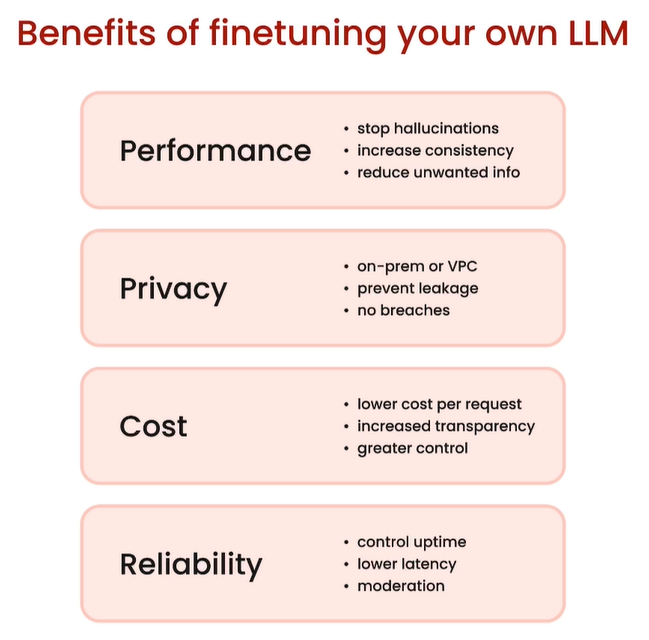 Benefits of finetuning your own LLM
Performance
• stop hallucinations
• increase consistency
• reduce unwanted info
Privacy
• on-prem or VPC
• prevent leakage
• no breaches
Cost
• lower cost per request
• increased transparency
• greater control
Reliability
• control uptime
• lower latency
• moderation